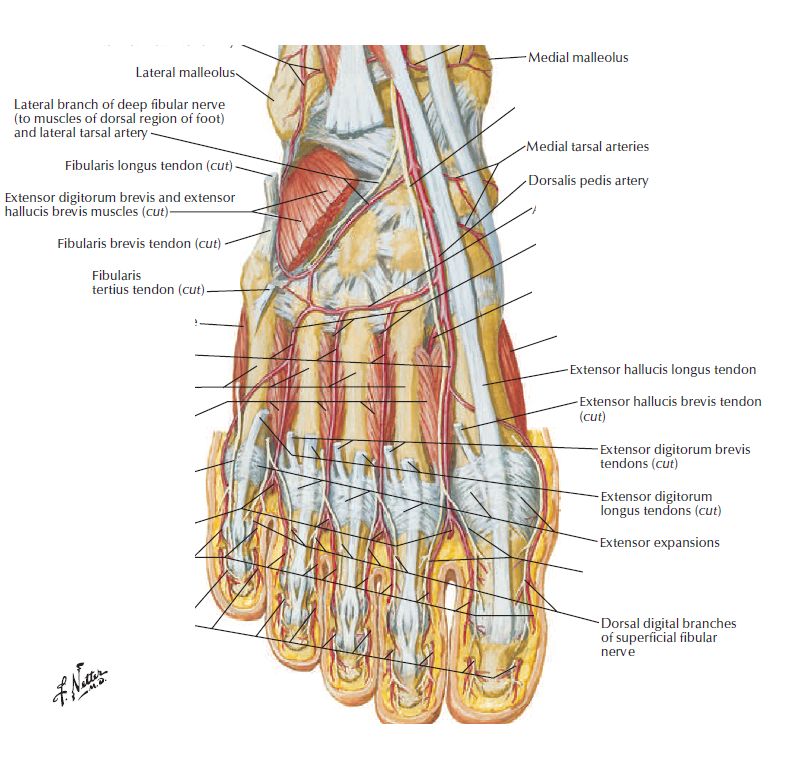 Medial malleolus
Lateral malleolus
Lateral branch of deep fibular nerve
(to muscles of dorsal region of foot)
and lateral tarsal artery
Medial tarsal arteries
Fibularis longus tendon (cut)
Dorsalis pedis artery
Extensor digitorum brevis and extensor
hallucis brevis muscles (cut)
Fibularis brevis tendon (cut)
Fibularis
tertius tendon (cut)
Extensor hallucis longus tendon
Extensor hallucis brevis tendon
(cut)
Extensor digitorum brevis
tendons (cut)
Extensor digitorum
longus tendons (cut)
Extensor expansions
Dorsal digital branches
of superficial fibular
nerve
F. Netter
M.D.